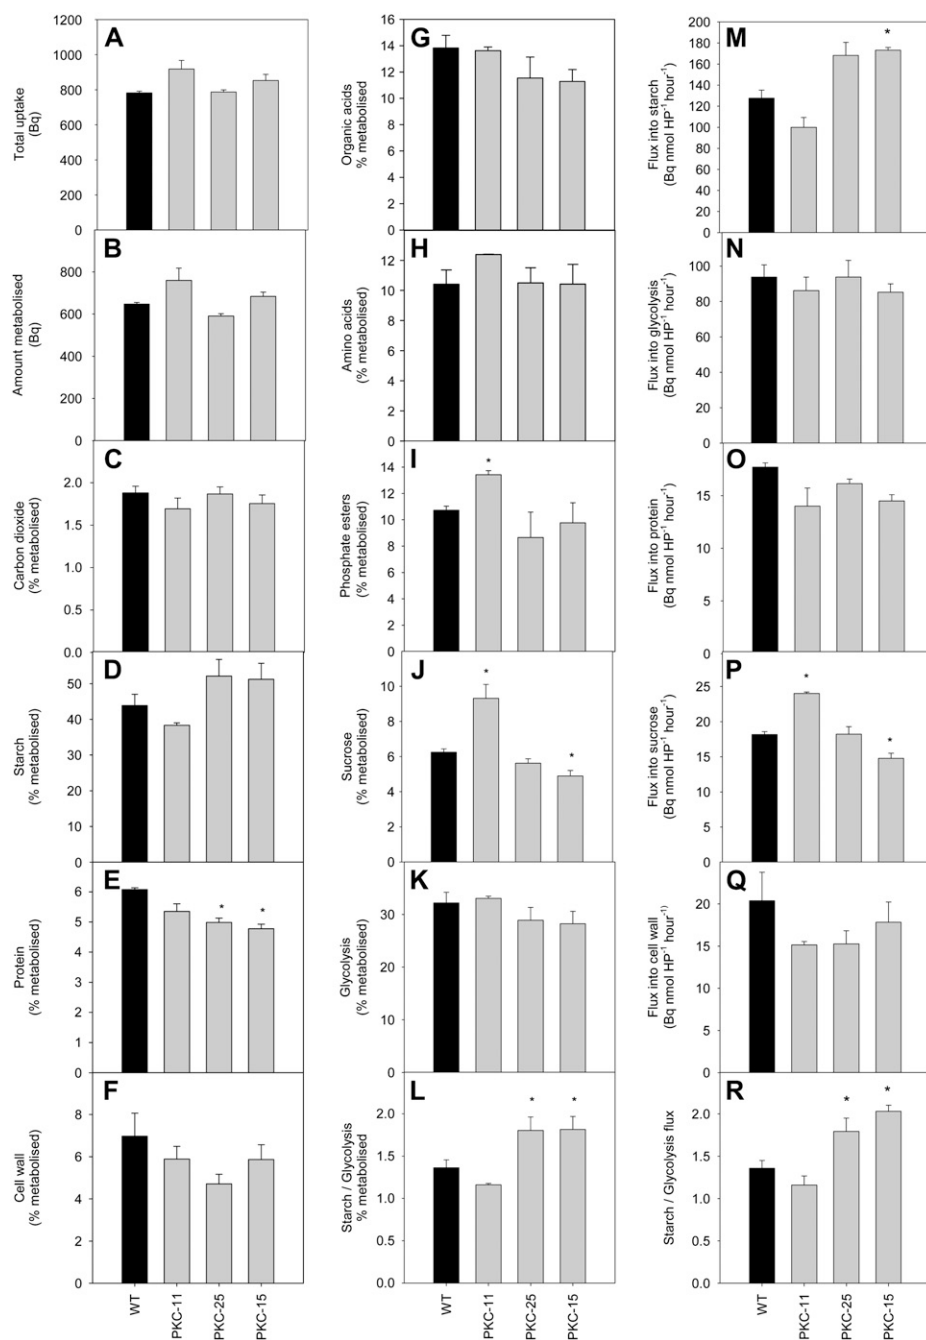 A
Total uptake
(Bq)
1200
1000
800
600
400
200
0
B
Amount metabolised
(Bq)
800
600
400
200
0
C
Carbon dioxide
(% metabolised)
2.0
1.5
1.0
0.5
0.0
D
Starch
(% metabolised)
50
40
30
20
10
0
E
Protein
(% metabolised)
6
5
4
3
2
1
0
* *
F
Cell wall
(% metabolised)
8
6
4
2
0
WT
PKC-11
PKC-25
PKC-15
G
Organic acids
% metabolised
16
14
12
10
8
6
4
2
0
H
Amino acids
(% metabolised)
12
10
8
6
4
2
0
I
Phosphate esters
(% metabolised)
14
12
10
8
6
4
2
0
*
J
Sucrose
(% metabolised)
10
8
6
4
2
0
* *
K
Glycolysis
(% metabolised)
30
20
10
0
L
Starch / Glycolysis
% metabolised
2.0
1.5
1.0
0.5
0.0
* *
WT
PKC-11
PKC-25
PKC-15
M
Flux into starch
(Bq nmol HP⁻¹ hour⁻¹)
200
180
160
140
120
100
80
60
40
20
0
*
N
Flux into glycolysis
(Bq nmol HP⁻¹ hour⁻¹)
100
80
60
40
20
0
O
Flux into protein
(Bq nmol HP⁻¹ hour⁻¹)
15
10
5
0
P
Flux into sucrose
(Bq nmol HP⁻¹ hour⁻¹)
25
20
15
10
5
0
* *
Q
Flux into cell wall
(Bq nmol HP⁻¹ hour⁻¹⁾
20
15
10
5
0
R
Starch / Glycolysis flux
2.0
1.5
1.0
0.5
0.0
* *
WT
PKC-11
PKC-25
PKC-15